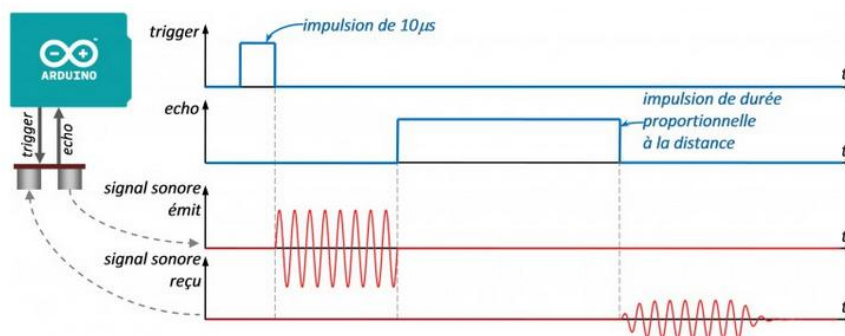 ARDUINO
trigger
echo
trigger
impulsion de 10µs
t
echo
impulsion de durée
proportionnelle
à la distance
t
signal sonore
émit
t
signal sonore
reçu
t